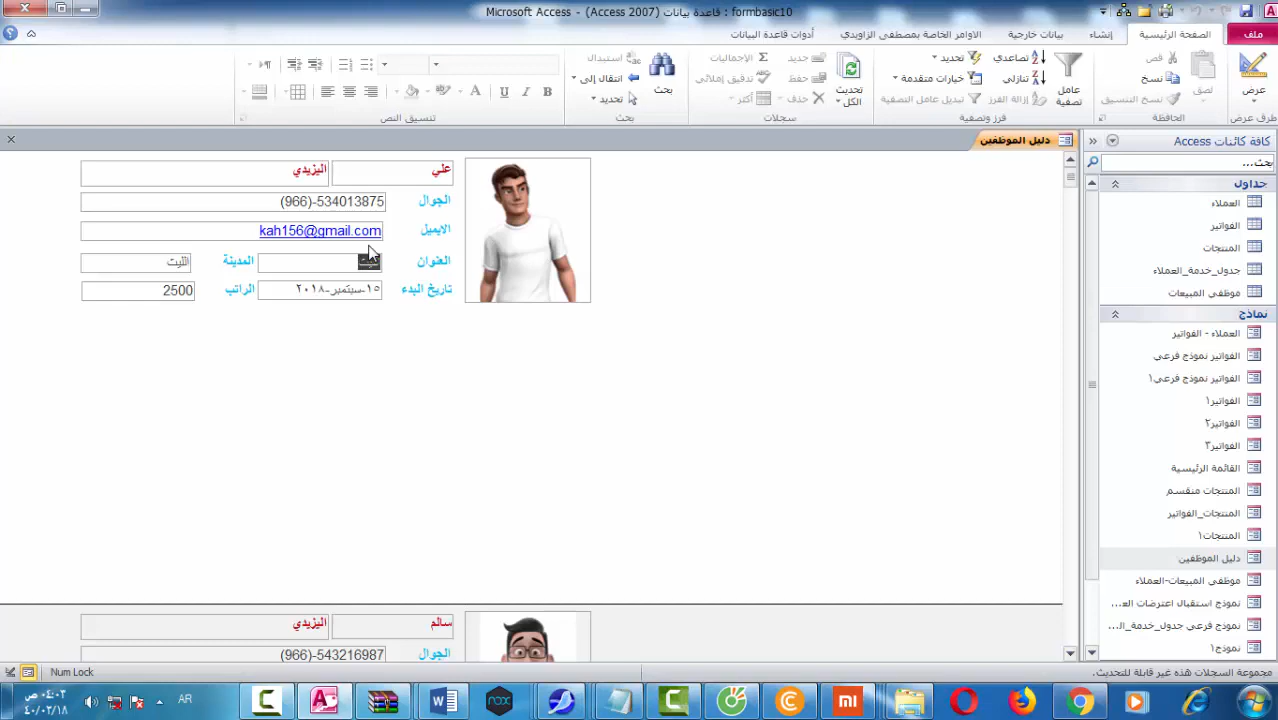 formbasic10 : قاعدة بيانات (Access 2007) - Microsoft Access
ملف
الصفحة الرئيسية
إنشاء
بيانات خارجية
الاوامر الخاصة بمصطفى الزاويدي
أدوات قاعدة البيانات
عرض
طرق عرض
لصق
قص
نسخ
نسخ التنسيق
الحافظة
عامل تصفية
تصاعدي
تنازلي
إزالة الفرز
تحديد
خيارات متقدمة
تبديل عامل التصفية
فرز وتصفية
تحديث الكل
جديد
حفظ
حذف
الإجماليات
تدقيق إملائي
أكثر
سجلات
بحث
استبدال
انتقال إلى
تحديد
بحث
تنسيق النص
كافة كائنات Access
بحث...
جداول
العملاء
الفواتير
المنتجات
جدول_خدمة_العملاء
موظفي المبيعات
نماذج
العملاء - الفواتير
الفواتير نموذج فرعي
الفواتير نموذج فرعي١
الفواتير١
الفواتير٢
الفواتير٣
القائمة الرئيسية
المنتجات منقسم
المنتجات_الفواتير
المنتجات١
دليل الموظفين
موظفي المبيعات-العملاء
نموذج استقبال اعتراضات الع...
نموذج فرعي جدول_خدمة_ال...
نموذج١
دليل الموظفين
علي اليزيدي
الجوال (966)-534013875
الايميل kah156@gmail.com
العنوان المدينة الليث
تاريخ البدء ١٥-سبتمبر-٢٠١٨ الراتب 2500
سالم اليزيدي
الجوال (966)-543216987
مجموعة السجلات هذه غير قابلة للتحديث.
Num Lock
AR
٠٤:٠٢ ص
٤٠/٠٢/١٨